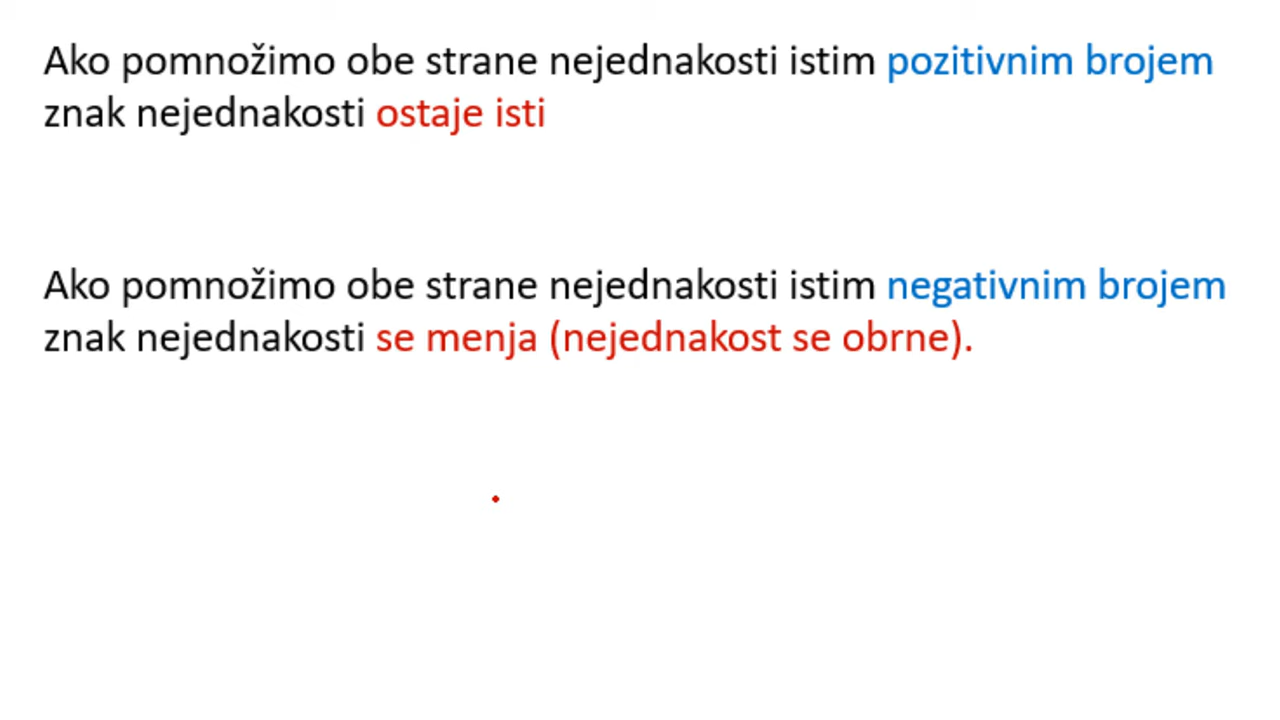 Ako pomnožimo obe strane nejednakosti istim pozitivnim brojem
znak nejednakosti ostaje isti
Ako pomnožimo obe strane nejednakosti istim negativnim brojem
znak nejednakosti se menja (nejednakost se obrne).